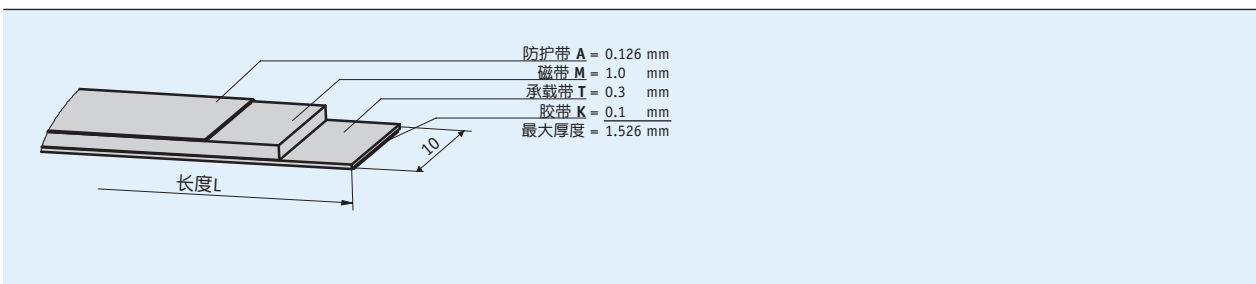 防护带 A = 0.126 mm
磁带 M = 1.0 mm
承载带 T = 0.3 mm
胶带 K = 0.1 mm
最大厚度 = 1.526 mm
10
长度L